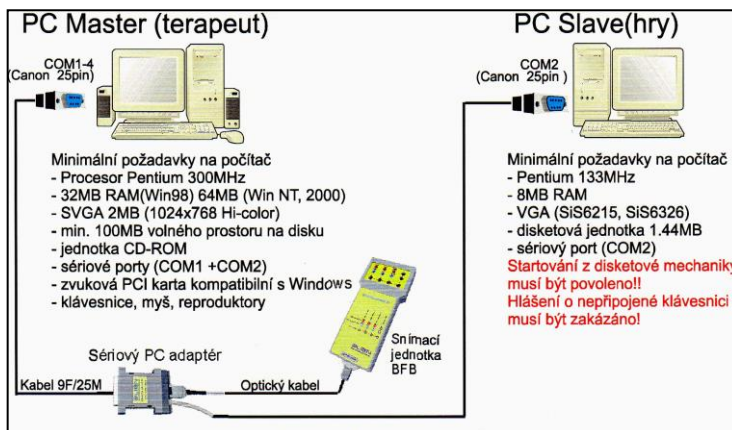 PC Master (terapeut)
COM1-4
(Canon 25pin)
Minimální požadavky na počítač
- Procesor Pentium 300MHz
- 32MB RAM(Win98) 64MB (Win NT, 2000)
- SVGA 2MB (1024x768 Hi-color)
- min. 100MB volného prostoru na disku
- jednotka CD-ROM
- sériové porty (COM1 +COM2)
- zvuková PCI karta kompatibilní s Windows
- klávesnice, myš, reproduktory
PC Slave(hry)
COM2
(Canon 25pin )
Minimální požadavky na počítač
- Pentium 133MHz
- 8MB RAM
- VGA (SiS6215, SiS6326)
- disketová jednotka 1.44MB
- sériový port (COM2)
Startování z disketové mechaniky
musí být povoleno!!
Hlášení o nepřipojené klávesnici
musí být zakázáno!
Snímací
jednotka
BFB
Sériový PC adaptér
Kabel 9F/25M
Optický kabel